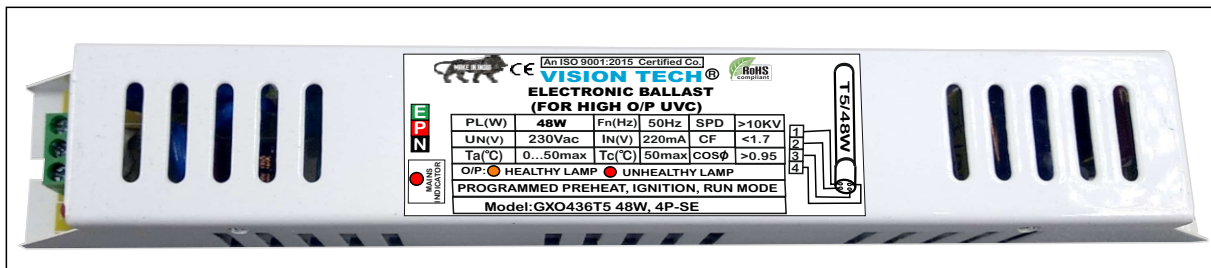 MAKE IN INDIA
CE
An ISO 9001:2015 Certified Co.
VISION TECH®
RoHS
compliant
ELECTRONIC BALLAST
(FOR HIGH O/P UVC)
E
P
N
PL(W) 48W Fn(Hz) 50Hz SPD >10KV
UN(V) 230Vac IN(V) 220mA CF <1.7
Ta(℃) 0...50max Tc(℃) 50max COSØ >0.95
O/P: HEALTHY LAMP UNHEALTHY LAMP
MAINS
INDICATOR
PROGRAMMED PREHEAT, IGNITION, RUN MODE
Model:GXO436T5 48W, 4P-SE
1
2
3
4
T5/48W